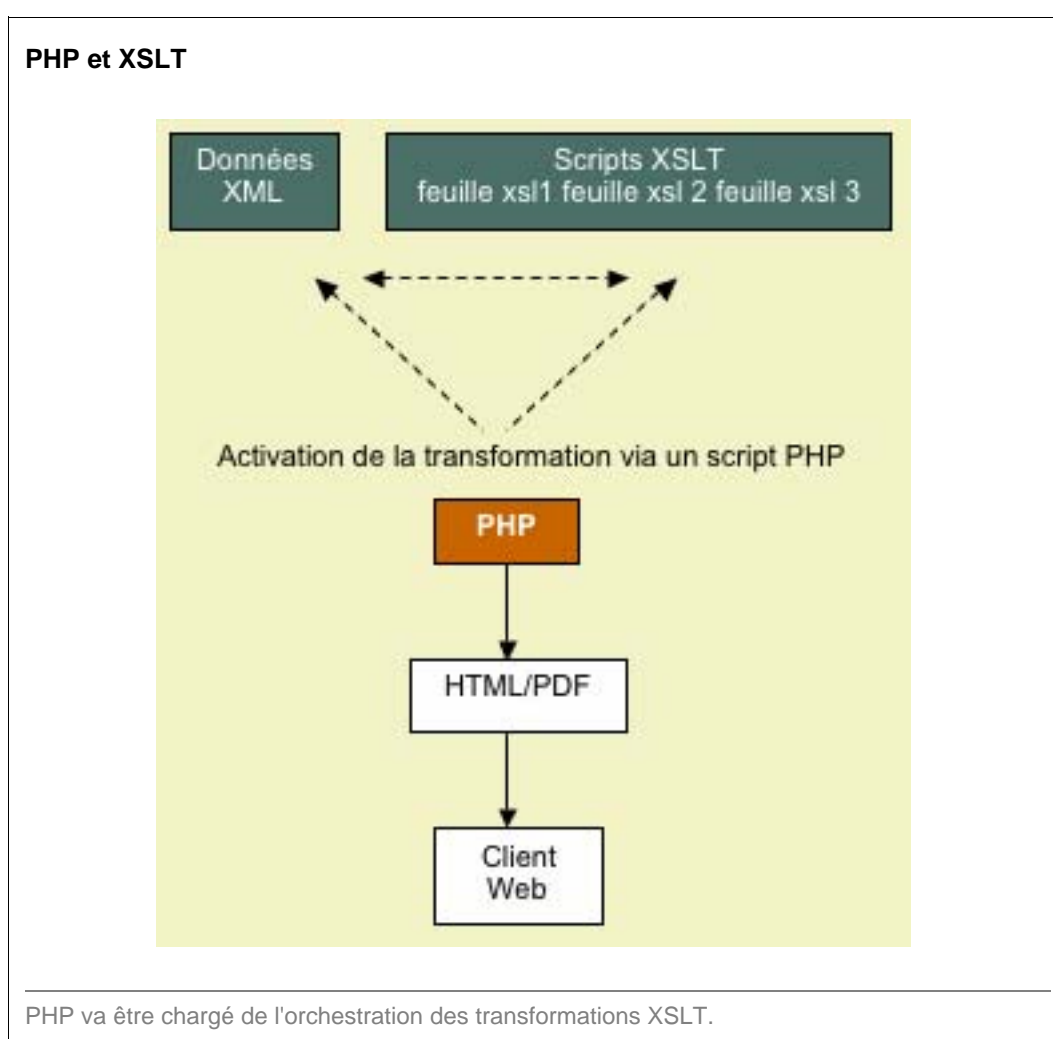 PHP et XSLT
Données
XML
Scripts XSLT
feuille xsl1 feuille xsl 2 feuille xsl 3
Activation de la transformation via un script PHP
PHP
HTML/PDF
Client
Web
PHP va être chargé de l'orchestration des transformations XSLT.